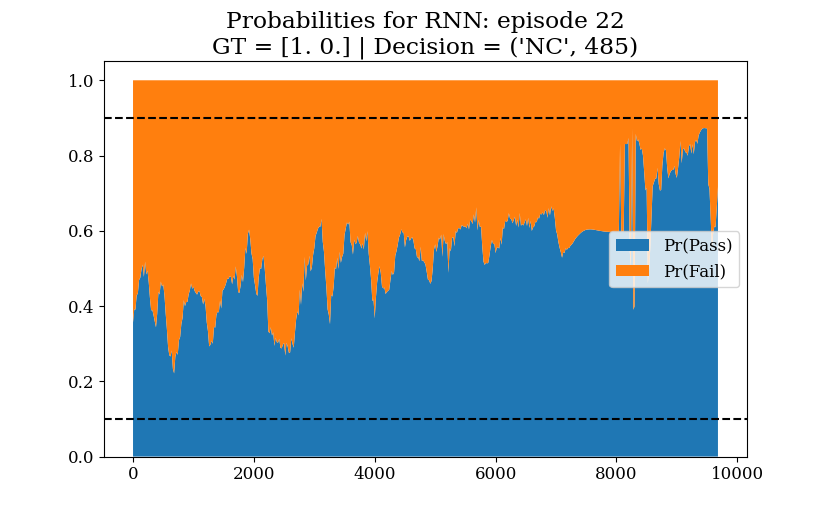 Probabilities for RNN: episode 22
GT = [1. 0.] | Decision = ('NC', 485)
1.0
0.8
0.6
0.4
0.2
0.0
Pr(Pass)
Pr(Fail)
0 2000 4000 6000 8000 10000